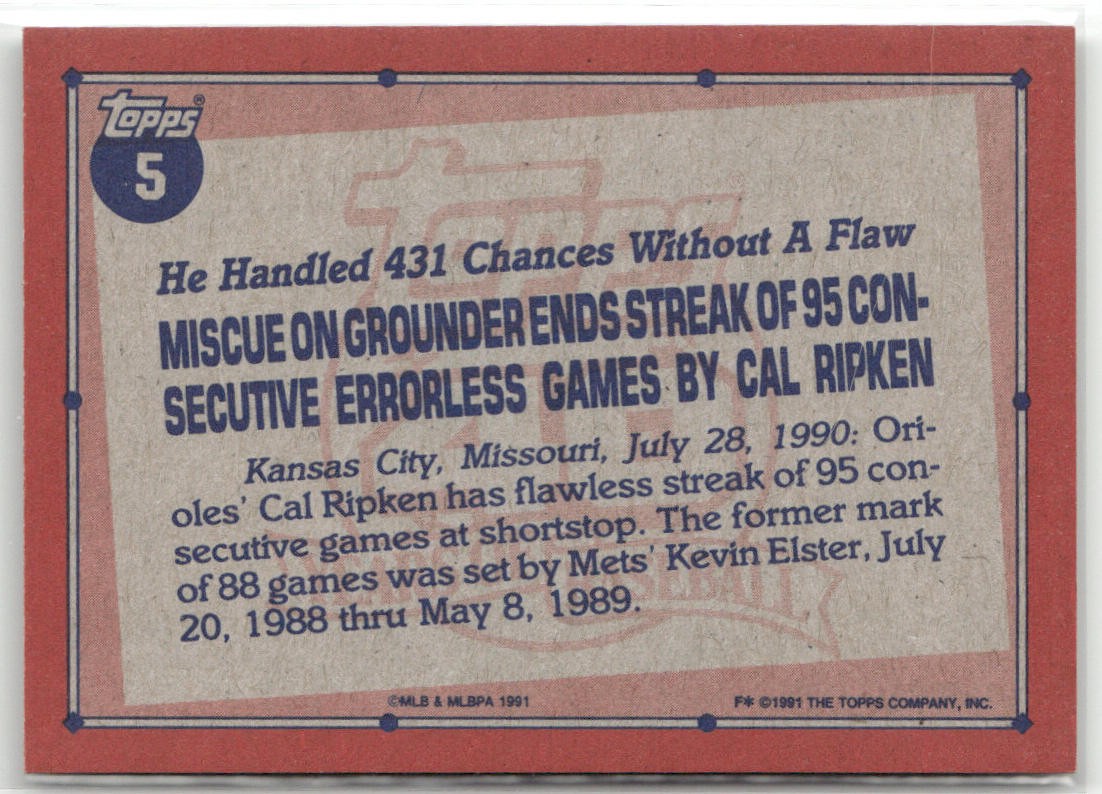 Topps®
5
He Handled 431 Chances Without A Flaw
MISCUE ON GROUNDER ENDS STREAK OF 95 CON-
SECUTIVE ERRORLESS GAMES BY CAL RIPKEN
Kansas City, Missouri, July 28, 1990: Ori-
oles' Cal Ripken has flawless streak of 95 con-
secutive games at shortstop. The former mark
of 88 games was set by Mets' Kevin Elster, July
20, 1988 thru May 8, 1989.
©MLB & MLBPA 1991
F* ©1991 THE TOPPS COMPANY, INC.